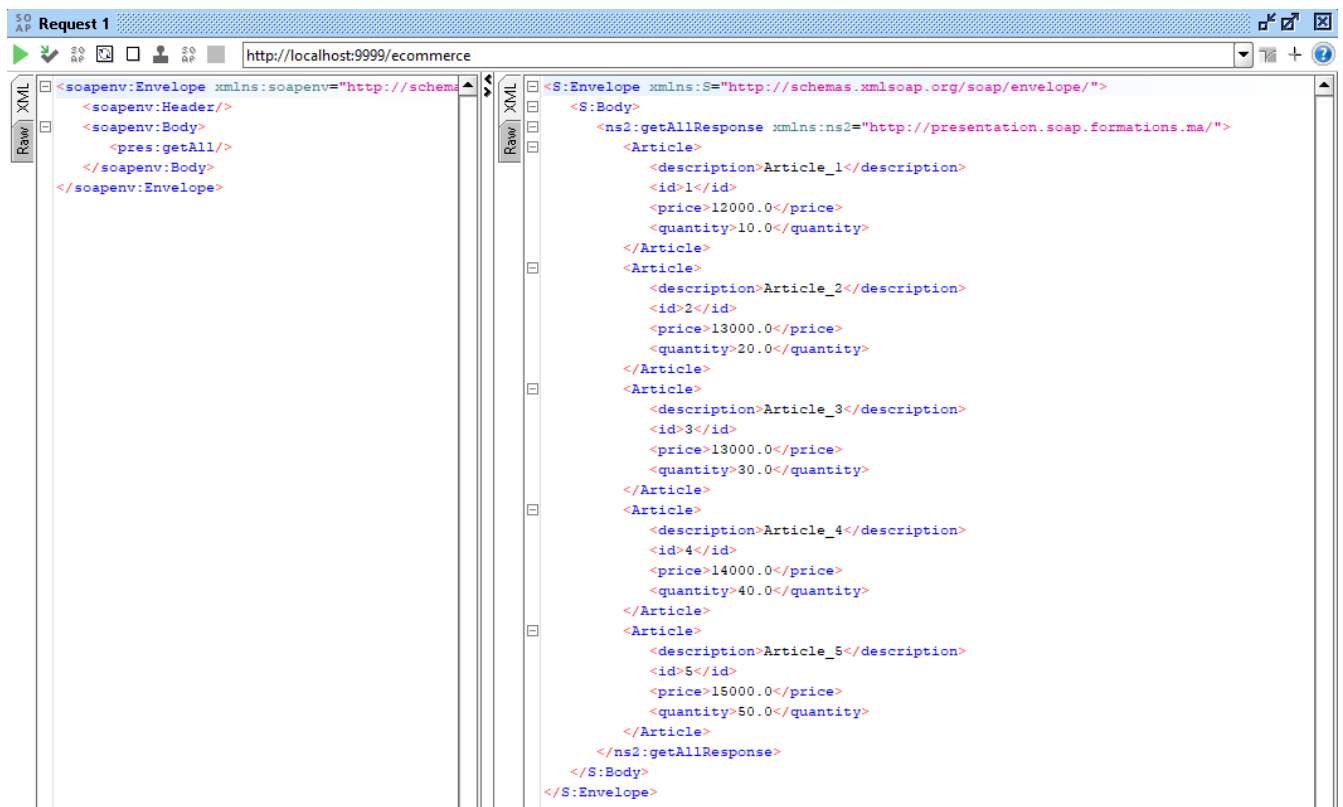 SO AP Request 1
SO AP SO AP http://localhost:9999/ecommerce
XML
Raw
<soapenv:Envelope xmlns:soapenv="http://schema
<soapenv:Header/>
<soapenv:Body>
<pres:getAll/>
</soapenv:Body>
</soapenv:Envelope>
XML
Raw
<S:Envelope xmlns:S="http://schemas.xmlsoap.org/soap/envelope/">
<S:Body>
<ns2:getAllResponse xmlns:ns2="http://presentation.soap.formations.ma/">
<Article>
<description>Article_1</description>
<id>1</id>
<price>12000.0</price>
<quantity>10.0</quantity>
</Article>
<Article>
<description>Article_2</description>
<id>2</id>
<price>13000.0</price>
<quantity>20.0</quantity>
</Article>
<Article>
<description>Article_3</description>
<id>3</id>
<price>13000.0</price>
<quantity>30.0</quantity>
</Article>
<Article>
<description>Article_4</description>
<id>4</id>
<price>14000.0</price>
<quantity>40.0</quantity>
</Article>
<Article>
<description>Article_5</description>
<id>5</id>
<price>15000.0</price>
<quantity>50.0</quantity>
</Article>
</ns2:getAllResponse>
</S:Body>
</S:Envelope>